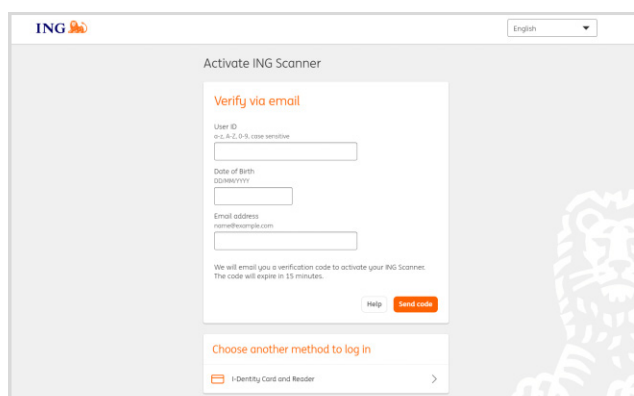 ING
English
Activate ING Scanner
Verify via email
User ID
a-z, A-Z, 0-9, case sensitive
Date of Birth
DD/MM/YYYY
Email address
name@example.com
We will email you a verification code to activate your ING Scanner.
The code will expire in 15 minutes.
Help
Send code
Choose another method to log in
I-Dentity Card and Reader